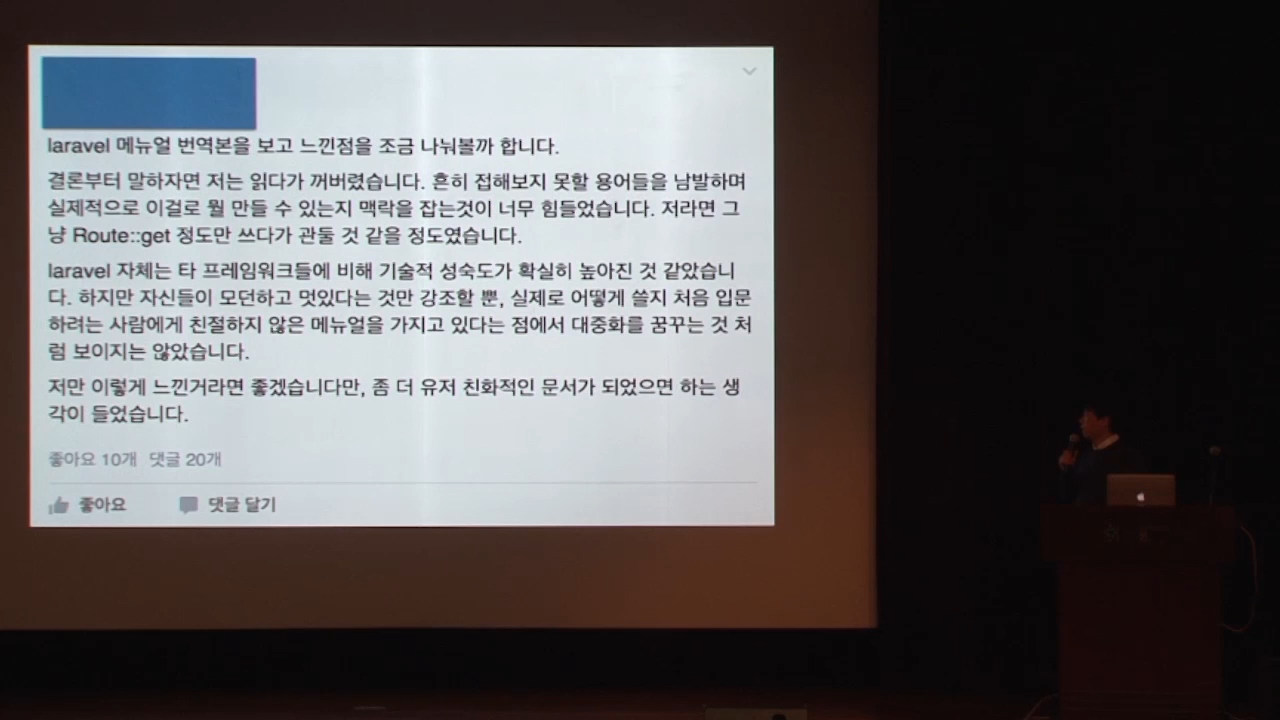 laravel 메뉴얼 번역본을 보고 느낀점을 조금 나눠볼까 합니다.
결론부터 말하자면 저는 읽다가 꺼버렸습니다. 흔히 접해보지 못할 용어들을 남발하며
실제적으로 이걸로 뭘 만들 수 있는지 맥락을 잡는것이 너무 힘들었습니다. 저라면 그
냥 Route::get 정도만 쓰다가 관둘 것 같을 정도였습니다.
laravel 자체는 타 프레임워크들에 비해 기술적 성숙도가 확실히 높아진 것 같았습니
다. 하지만 자신들이 모던하고 멋있다는 것만 강조할 뿐, 실제로 어떻게 쓸지 처음 입문
하려는 사람에게 친절하지 않은 메뉴얼을 가지고 있다는 점에서 대중화를 꿈꾸는 것 처
럼 보이지는 않았습니다.
저만 이렇게 느낀거라면 좋겠습니다만, 좀 더 유저 친화적인 문서가 되었으면 하는 생
각이 들었습니다.
좋아요 10개 댓글 20개
좋아요 댓글 달기